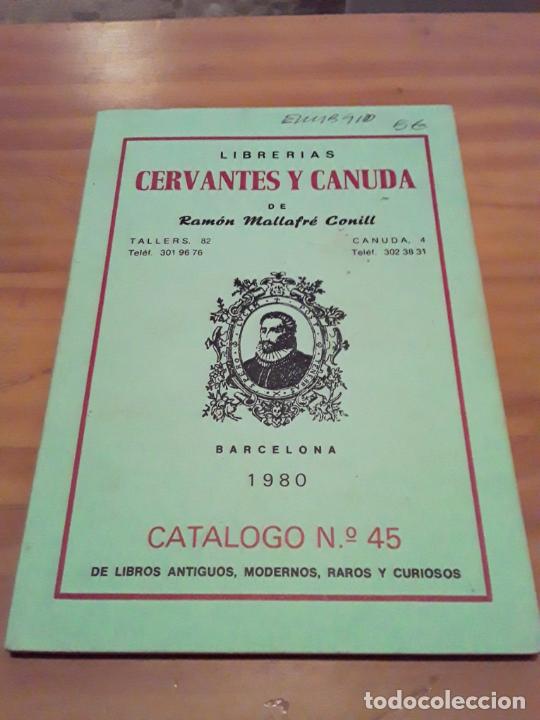 56
LIBRERIAS
CERVANTES Y CANUDA
DE
Ramón Mallafré Conill
TALLERS, 82
Teléf. 301 96 76
CANUDA, 4
Teléf. 302 38 31
BARCELONA
1980
CATALOGO N.º 45
DE LIBROS ANTIGUOS, MODERNOS, RAROS Y CURIOSOS
todocoleccion